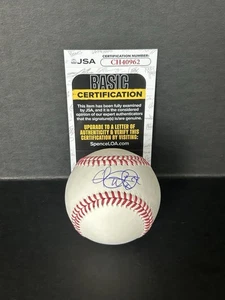 JSA
CERTIFICATION NUMBER
CH40962
BASIC
CERTIFICATION
This item has been fully examined
by JSA, and it is the considered
opinion of our expert authenticators
that the signature(s) is/are genuine.
UPGRADE TO A LETTER OF
AUTHENTICITY & VERIFY THIS
CERTIFICATION BY VISITING:
SpenceLOA.com